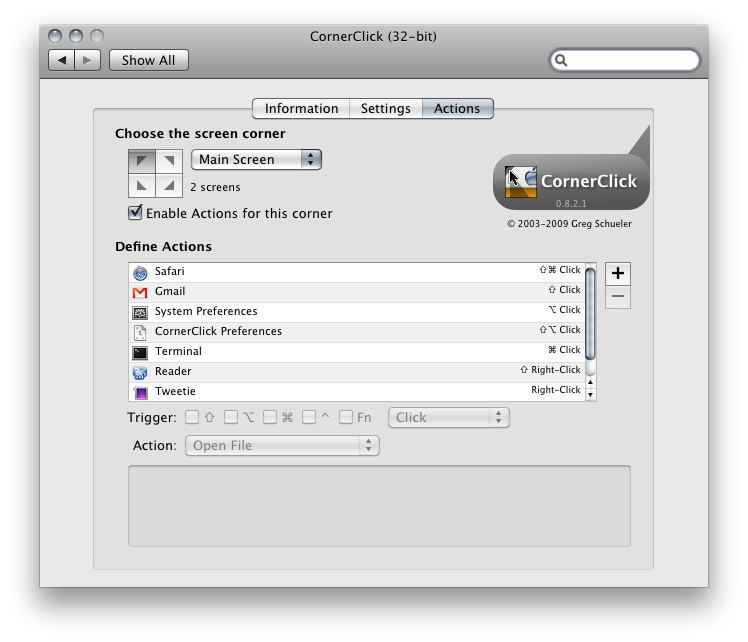 CornerClick (32-bit)
Show All
Information Settings Actions
Choose the screen corner
Main Screen
2 screens
Enable Actions for this corner
CornerClick
0.8.2.1
© 2003-2009 Greg Schueler
Define Actions
Safari ⇧⌘ Click
Gmail ⇧ Click
System Preferences ⌥ Click
CornerClick Preferences ⇧⌥ Click
Terminal ⌘ Click
Reader ⇧ Right-Click
Tweetie Right-Click
Trigger: ⇧ ⌥ ⌘ ^ Fn Click
Action: Open File